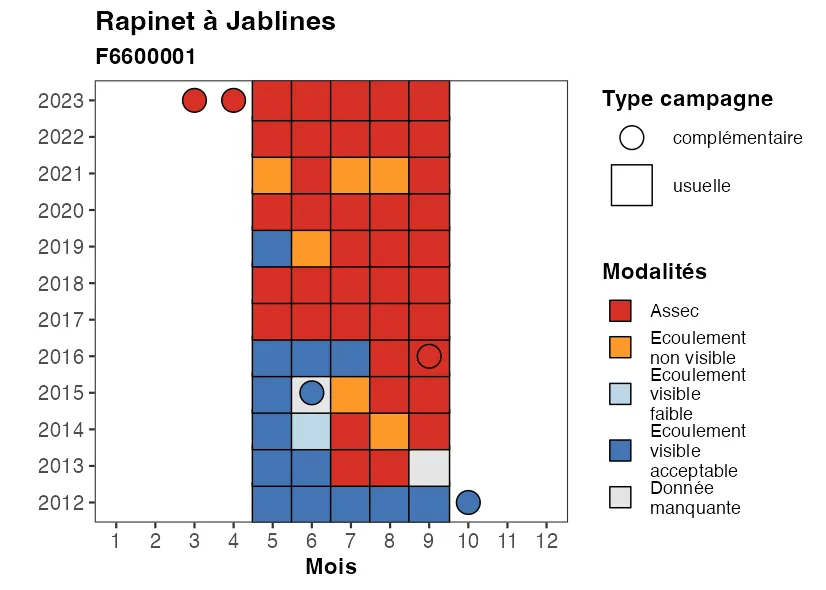 Rapinet à Jablines
F6600001
2023
2022
2021
2020
2019
2018
2017
2016
2015
2014
2013
2012
1 2 3 4 5 6 7 8 9 10 11 12
Mois
Type campagne
complémentaire
usuelle
Modalités
Assec
Ecoulement
non visible
Ecoulement
visible
faible
Ecoulement
visible
acceptable
Donnée
manquante